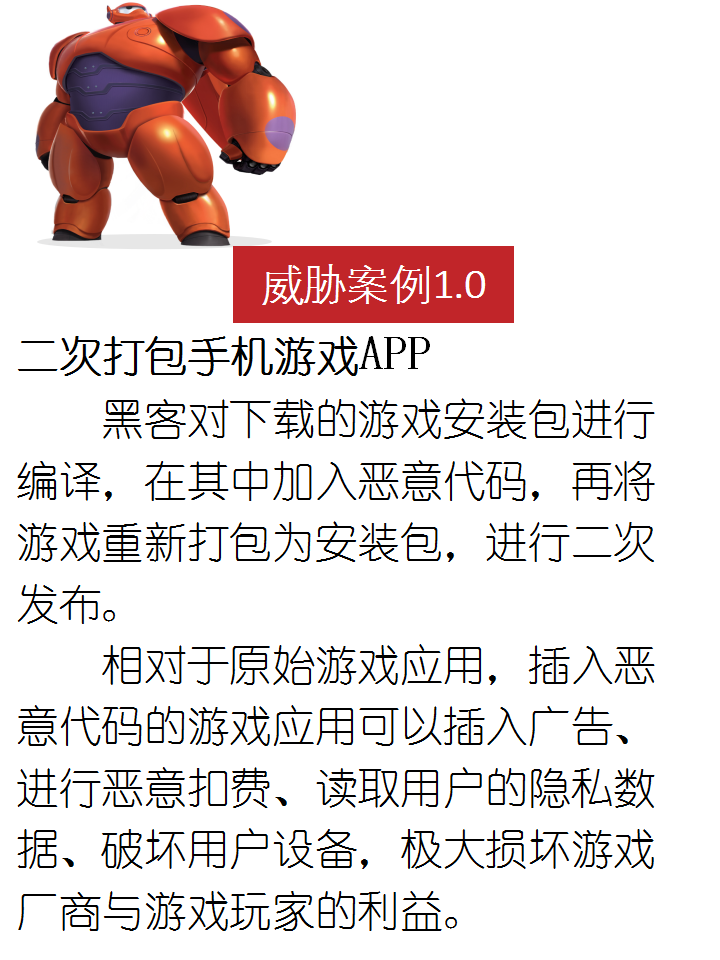 威胁案例1.0
二次打包手机游戏APP
黑客对下载的游戏安装包进行
编译，在其中加入恶意代码，再将
游戏重新打包为安装包，进行二次
发布。
相对于原始游戏应用，插入恶
意代码的游戏应用可以插入广告、
进行恶意扣费、读取用户的隐私数
据、破坏用户设备，极大损坏游戏
厂商与游戏玩家的利益。